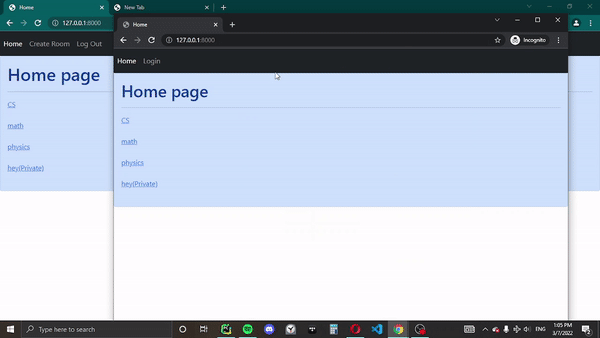 Home
New Tab
127.0.0.1:8000
Home Create Room Log Out
Home page
CS
math
physics
hey(Private)
Home
127.0.0.1:8000
Incognito
Home Login
Home page
CS
math
physics
hey(Private)
Type here to search
ENG
1:05 PM
3/7/2022